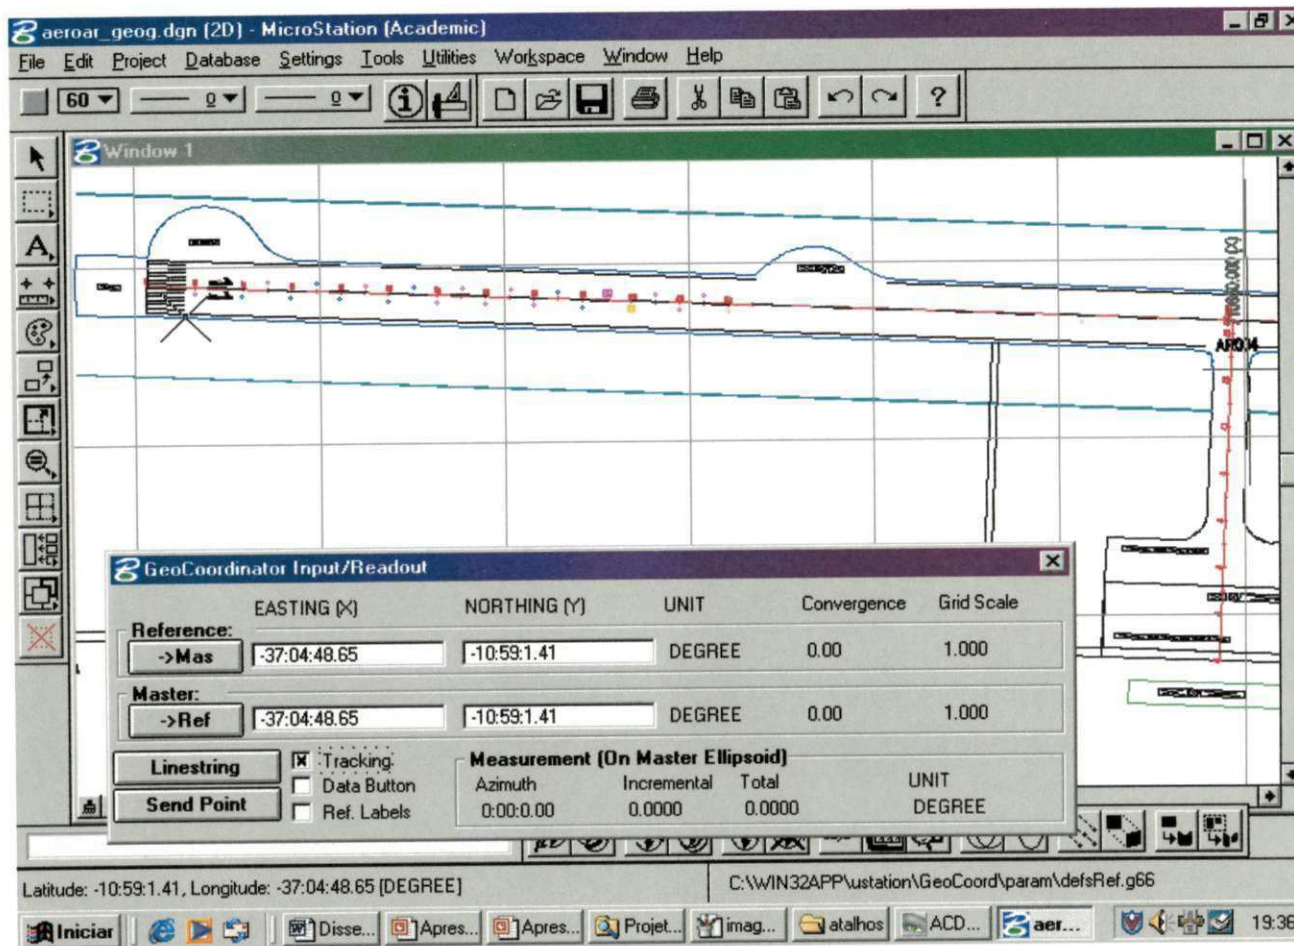 aeroar_geog.dgn (2D) - MicroStation (Academic)
File Edit Project Database Settings Tools Utilities Workspace Window Help
60 0 0 ?
Window 1
10860.000 (X)
AR004
GeoCoordinator Input/Readout
EASTING (X) NORTHING (Y) UNIT Convergence Grid Scale
Reference:
->Mas -37:04:48.65 -10:59:1.41 DEGREE 0.00 1.000
Master:
->Ref -37:04:48.65 -10:59:1.41 DEGREE 0.00 1.000
Linestring Tracking Measurement (On Master Ellipsoid)
Data Button Azimuth Incremental Total UNIT
Send Point Ref. Labels 0:00:0.00 0.0000 0.0000 DEGREE
Latitude: -10:59:1.41, Longitude: -37:04:48.65 [DEGREE] C:\WIN32APP\ustation\GeoCoord\param\defsRef.g66
Iniciar Disse... Apres... Apres... Projet... imag... atalhos ACD... aer... 19:36